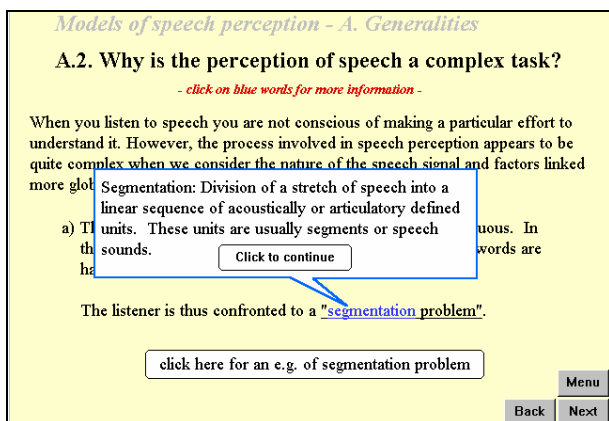 Models of speech perception - A. Generalities
A.2. Why is the perception of speech a complex task?
- click on blue words for more information -
When you listen to speech you are not conscious of making a particular effort to
understand it. However, the process involved in speech perception appears to be
quite complex when we consider the nature of the speech signal and factors linked
more glob
Segmentation: Division of a stretch of speech into a
linear sequence of acoustically or articulatory defined
units. These units are usually segments or speech
sounds.
Click to continue
a) Th uous. In
th words are
ha
The listener is thus confronted to a "segmentation problem".
click here for an e.g. of segmentation problem
Menu
Back Next